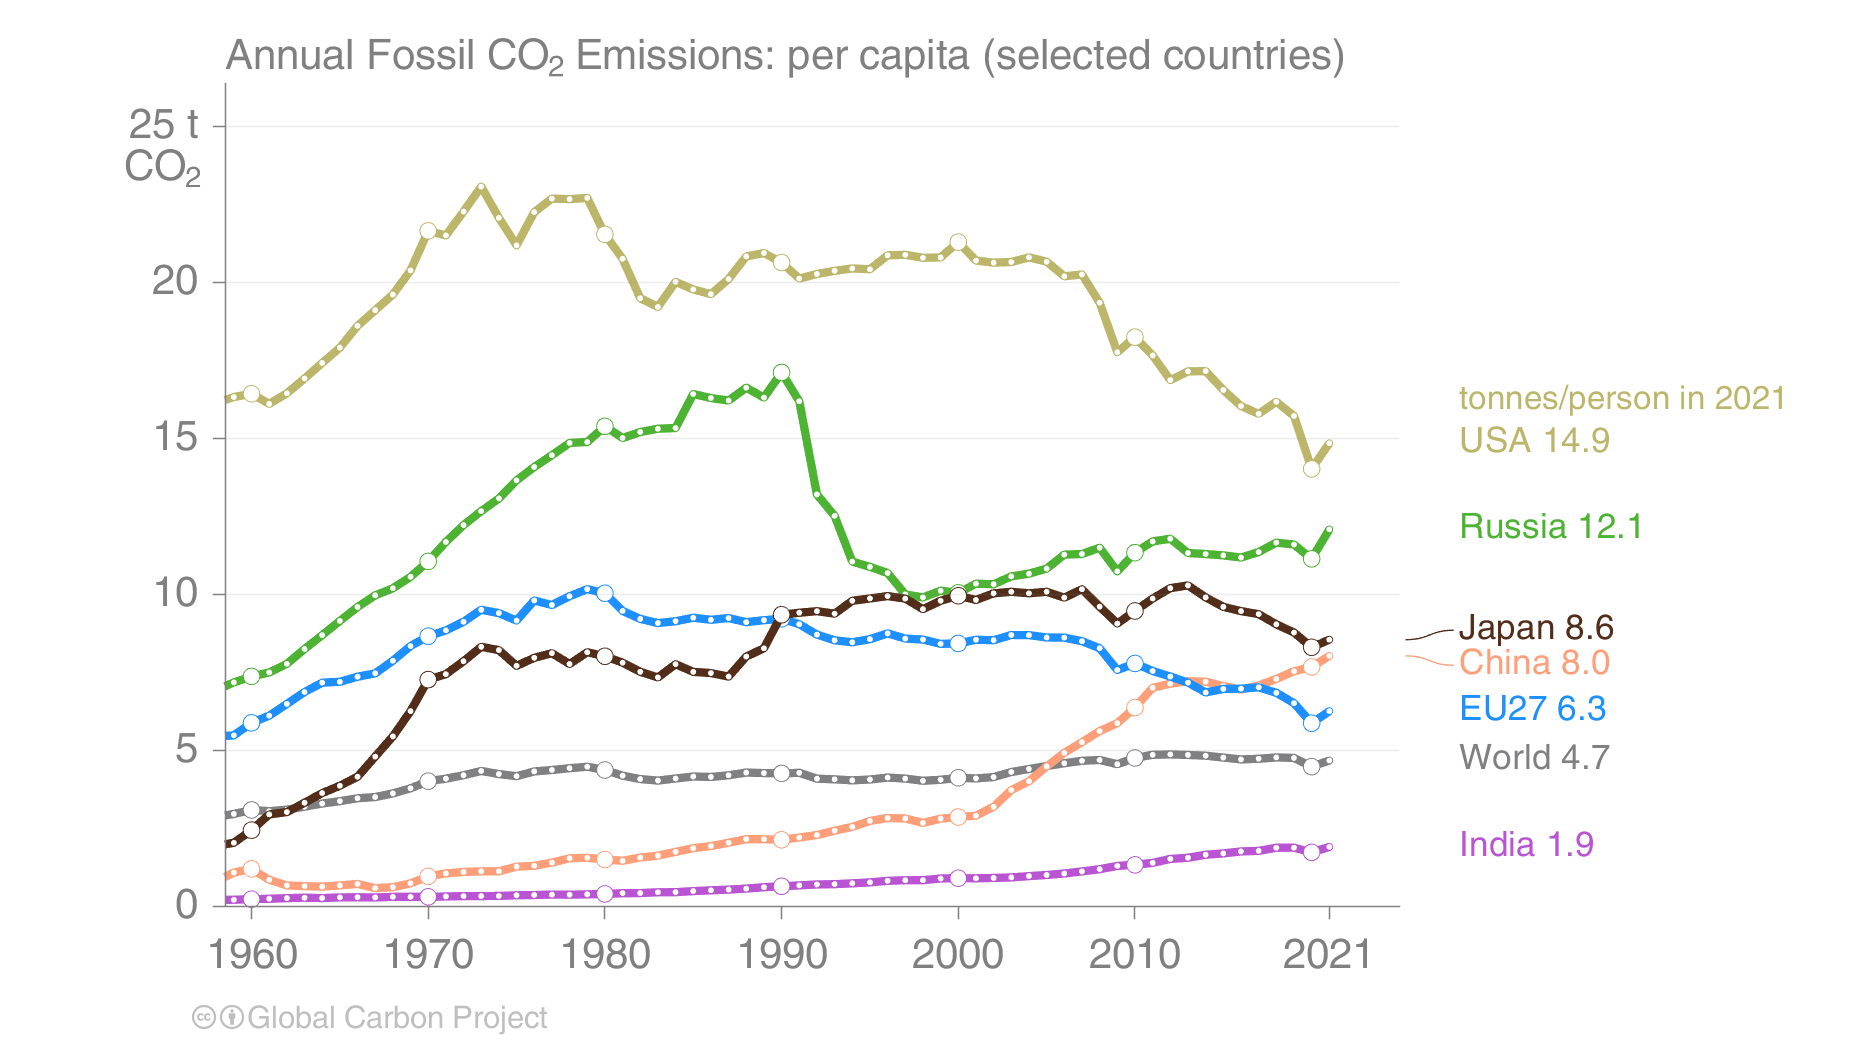 Annual Fossil CO₂ Emissions: per capita (selected countries)
25 t
CO₂
20
15
10
5
0
1960 1970 1980 1990 2000 2010 2021
tonnes/person in 2021
USA 14.9
Russia 12.1
Japan 8.6
China 8.0
EU27 6.3
World 4.7
India 1.9
cc Global Carbon Project